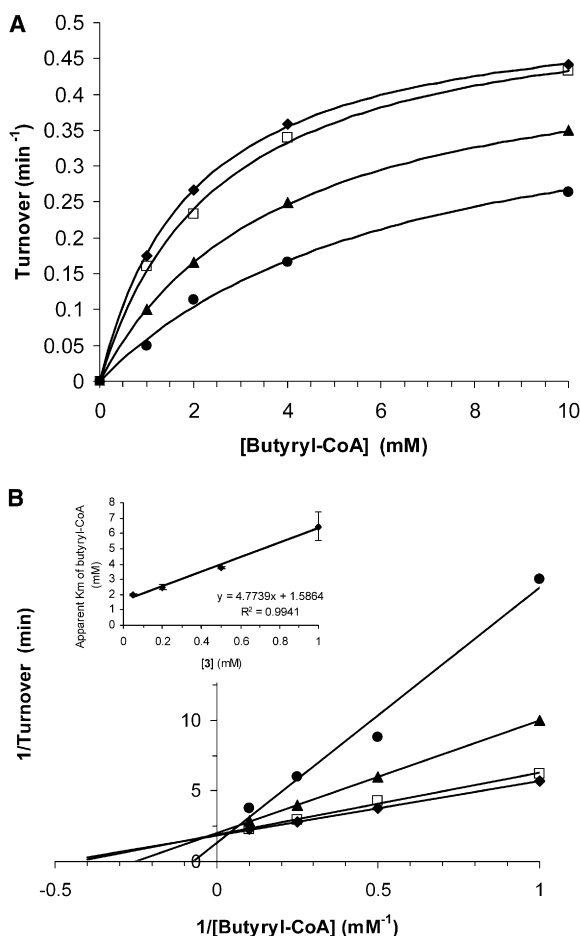 A
0.5
0.45
0.4
0.35
0.3
0.25
0.2
0.15
0.1
0.05
0
Turnover (min-1)
0 2 4 6 8 10
[Butyryl-CoA] (mM)
B
8
7
6
5
4
3
2
1
0
Apparent Km of butyryl-CoA
(mM)
y = 4.7739x + 1.5864
R2 = 0.9941
0 0.2 0.4 0.6 0.8 1
[3] (mM)
1/Turnover (min)
10
5
0
-0.5 0 0.5 1
1/[Butyryl-CoA] (mM-1)